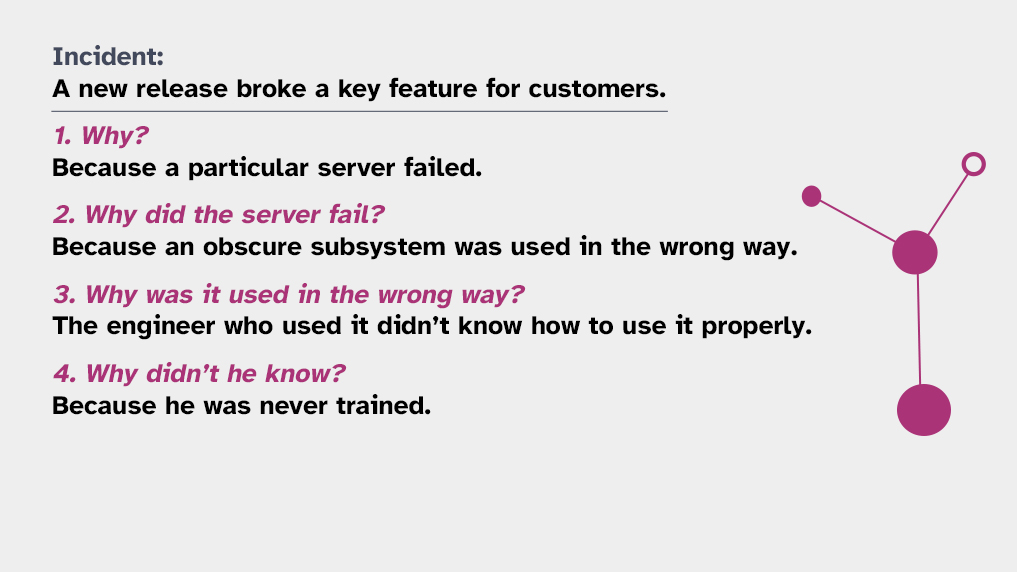 Incident:
A new release broke a key feature for customers.
1. Why?
Because a particular server failed.
2. Why did the server fail?
Because an obscure subsystem was used in the wrong way.
3. Why was it used in the wrong way?
The engineer who used it didn’t know how to use it properly.
4. Why didn’t he know?
Because he was never trained.